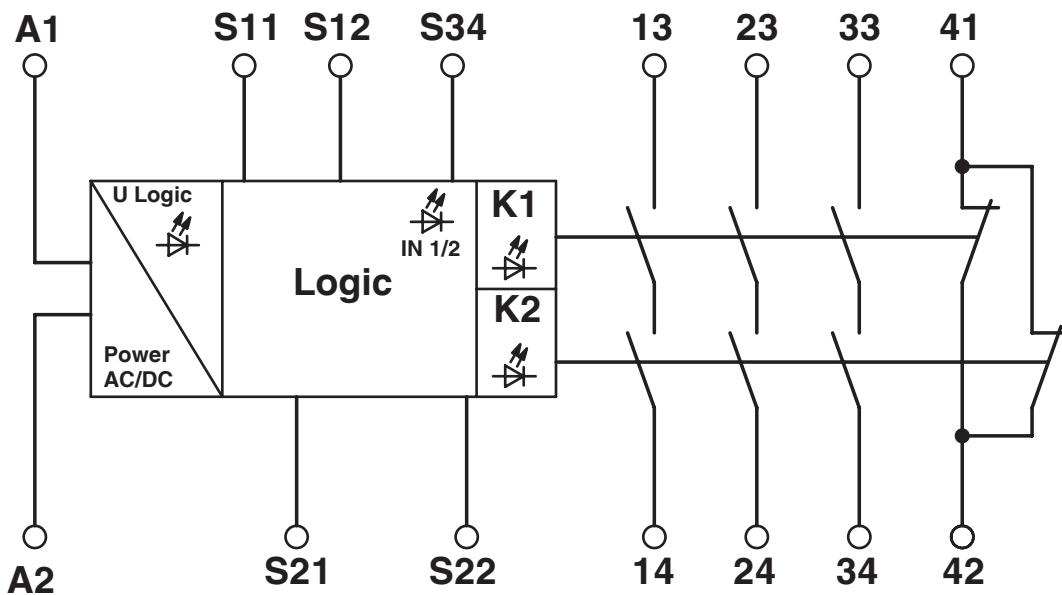 A1 S11 S12 S34 13 23 33 41
U Logic
K1
IN 1/2
Logic
K2
Power
AC/DC
A2 S21 S22 14 24 34 42